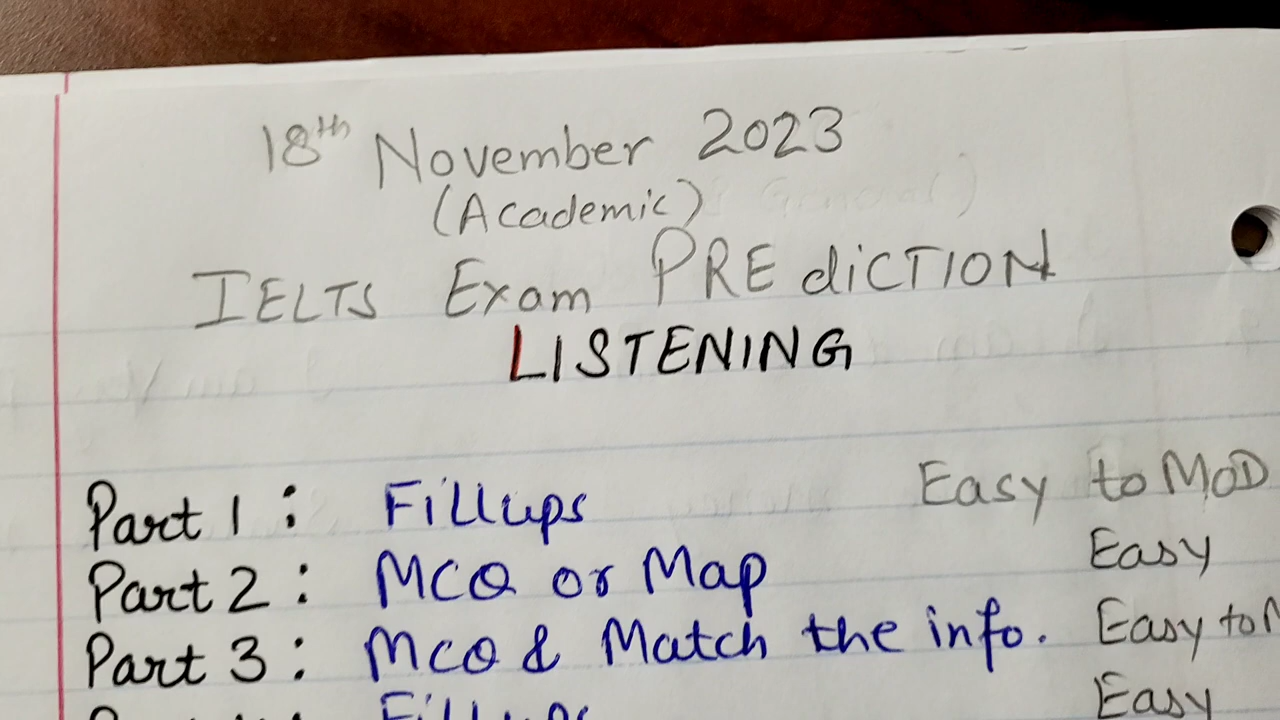 18th November 2023
(Academic)
IELTS Exam PREdiCTION
LISTENING
Part 1 : Fillups Easy to MOD
Part 2 : MCQ or Map Easy
Part 3 : MCQ & Match the info. Easy to M
Fillups Easy